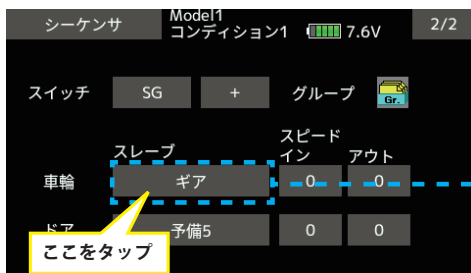 シーケンサ Model1 コンディション1 7.6V 2/2
スイッチ SG + グループ Gr.
スピード
スレーブ イン アウト
車輪 ギア 0 0
ドア 予備5 0 0
ここをタップ